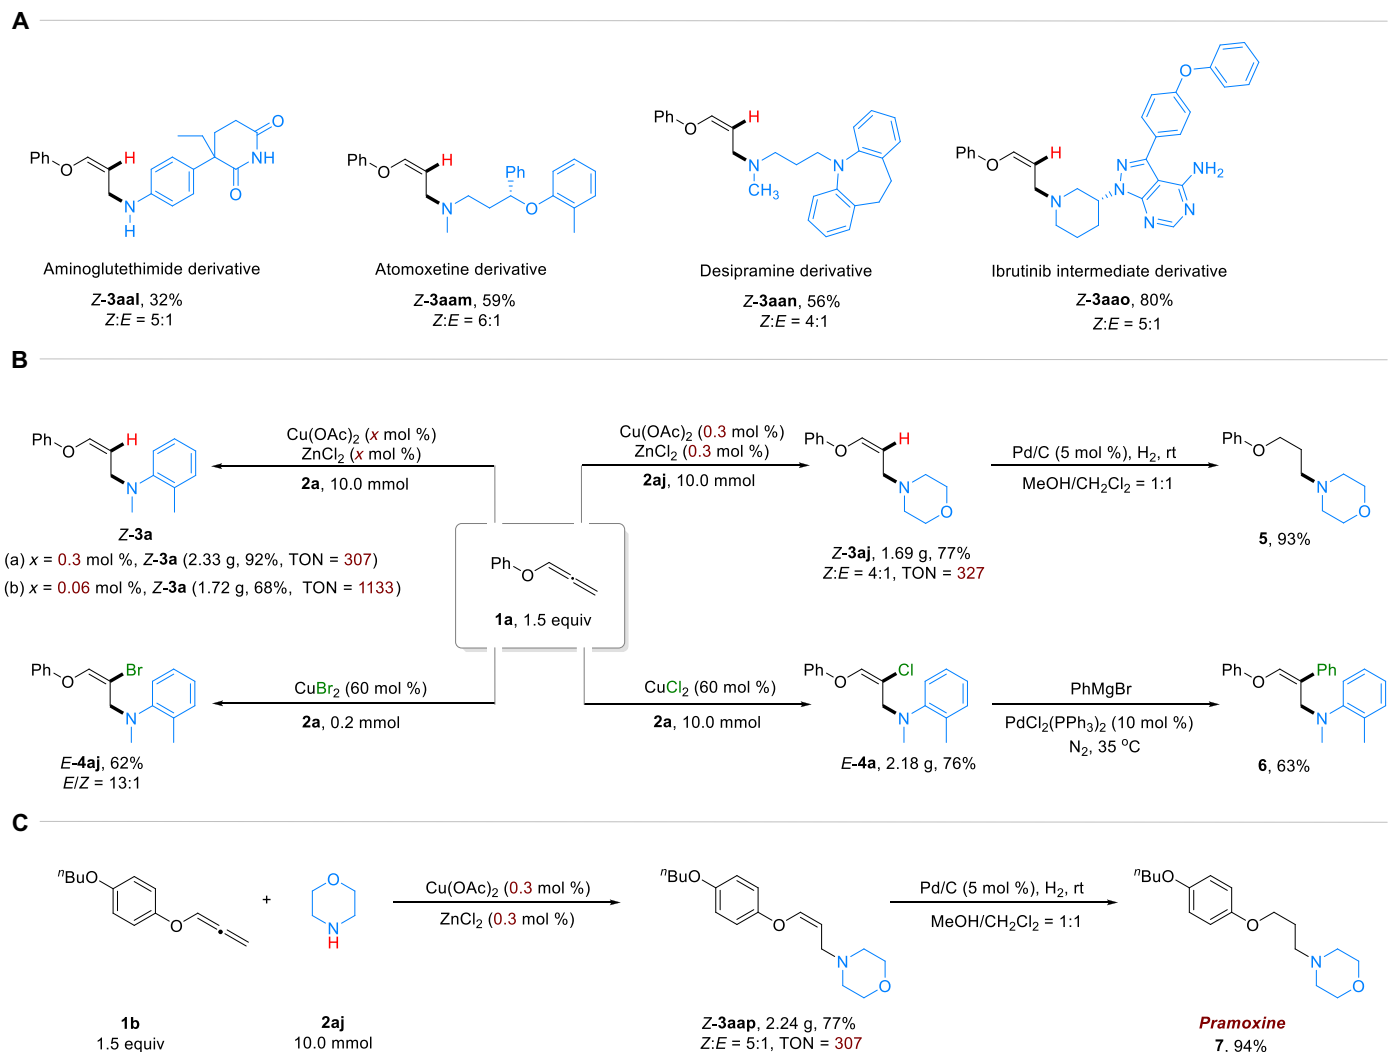 A
Ph
O
H
N
H
O
NH
O
Aminoglutethimide derivative
Z-3aal, 32%
Z:E = 5:1
Ph
O
H
N
Ph
O
Atomoxetine derivative
Z-3aam, 59%
Z:E = 6:1
Ph
O
H
N
CH3
N
Desipramine derivative
Z-3aan, 56%
Z:E = 4:1
Ph
O
H
N
O
N
N
NH2
N
N
Ibrutinib intermediate derivative
Z-3aao, 80%
Z:E = 5:1
B
Ph
O
H
N
Z-3a
(a) x = 0.3 mol %, Z-3a (2.33 g, 92%, TON = 307)
(b) x = 0.06 mol %, Z-3a (1.72 g, 68%, TON = 1133)
Cu(OAc)2 (x mol %)
ZnCl2 (x mol %)
2a, 10.0 mmol
Cu(OAc)2 (0.3 mol %)
ZnCl2 (0.3 mol %)
2aj, 10.0 mmol
Ph
O
H
N
O
Z-3aj, 1.69 g, 77%
Z:E = 4:1, TON = 327
Pd/C (5 mol %), H2, rt
MeOH/CH2Cl2 = 1:1
Ph
O
N
O
5, 93%
Ph
O
1a, 1.5 equiv
Ph
O
Br
N
E-4aj, 62%
E/Z = 13:1
CuBr2 (60 mol %)
2a, 0.2 mmol
CuCl2 (60 mol %)
2a, 10.0 mmol
Ph
O
Cl
N
E-4a, 2.18 g, 76%
PhMgBr
PdCl2(PPh3)2 (10 mol %)
N2, 35 oC
Ph
O
Ph
N
6, 63%
C
nBuO
O
1b
1.5 equiv
+
O
N
H
2aj
10.0 mmol
Cu(OAc)2 (0.3 mol %)
ZnCl2 (0.3 mol %)
nBuO
O
N
O
Z-3aap, 2.24 g, 77%
Z:E = 5:1, TON = 307
Pd/C (5 mol %), H2, rt
MeOH/CH2Cl2 = 1:1
nBuO
O
N
O
Pramoxine
7, 94%